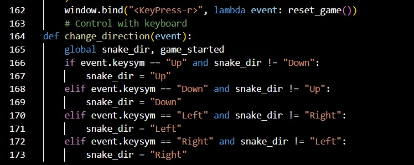 162 window.bind("<KeyPress-r>", lambda event: reset_game())
163 # Control with keyboard
164 def change_direction(event):
165 global snake_dir, game_started
166 if event.keysym == "Up" and snake_dir != "Down":
167 snake_dir = "Up"
168 elif event.keysym == "Down" and snake_dir != "Up":
169 snake_dir = "Down"
170 elif event.keysym == "Left" and snake_dir != "Right":
171 snake_dir = "Left"
172 elif event.keysym == "Right" and snake_dir != "Left":
173 snake_dir = "Right"